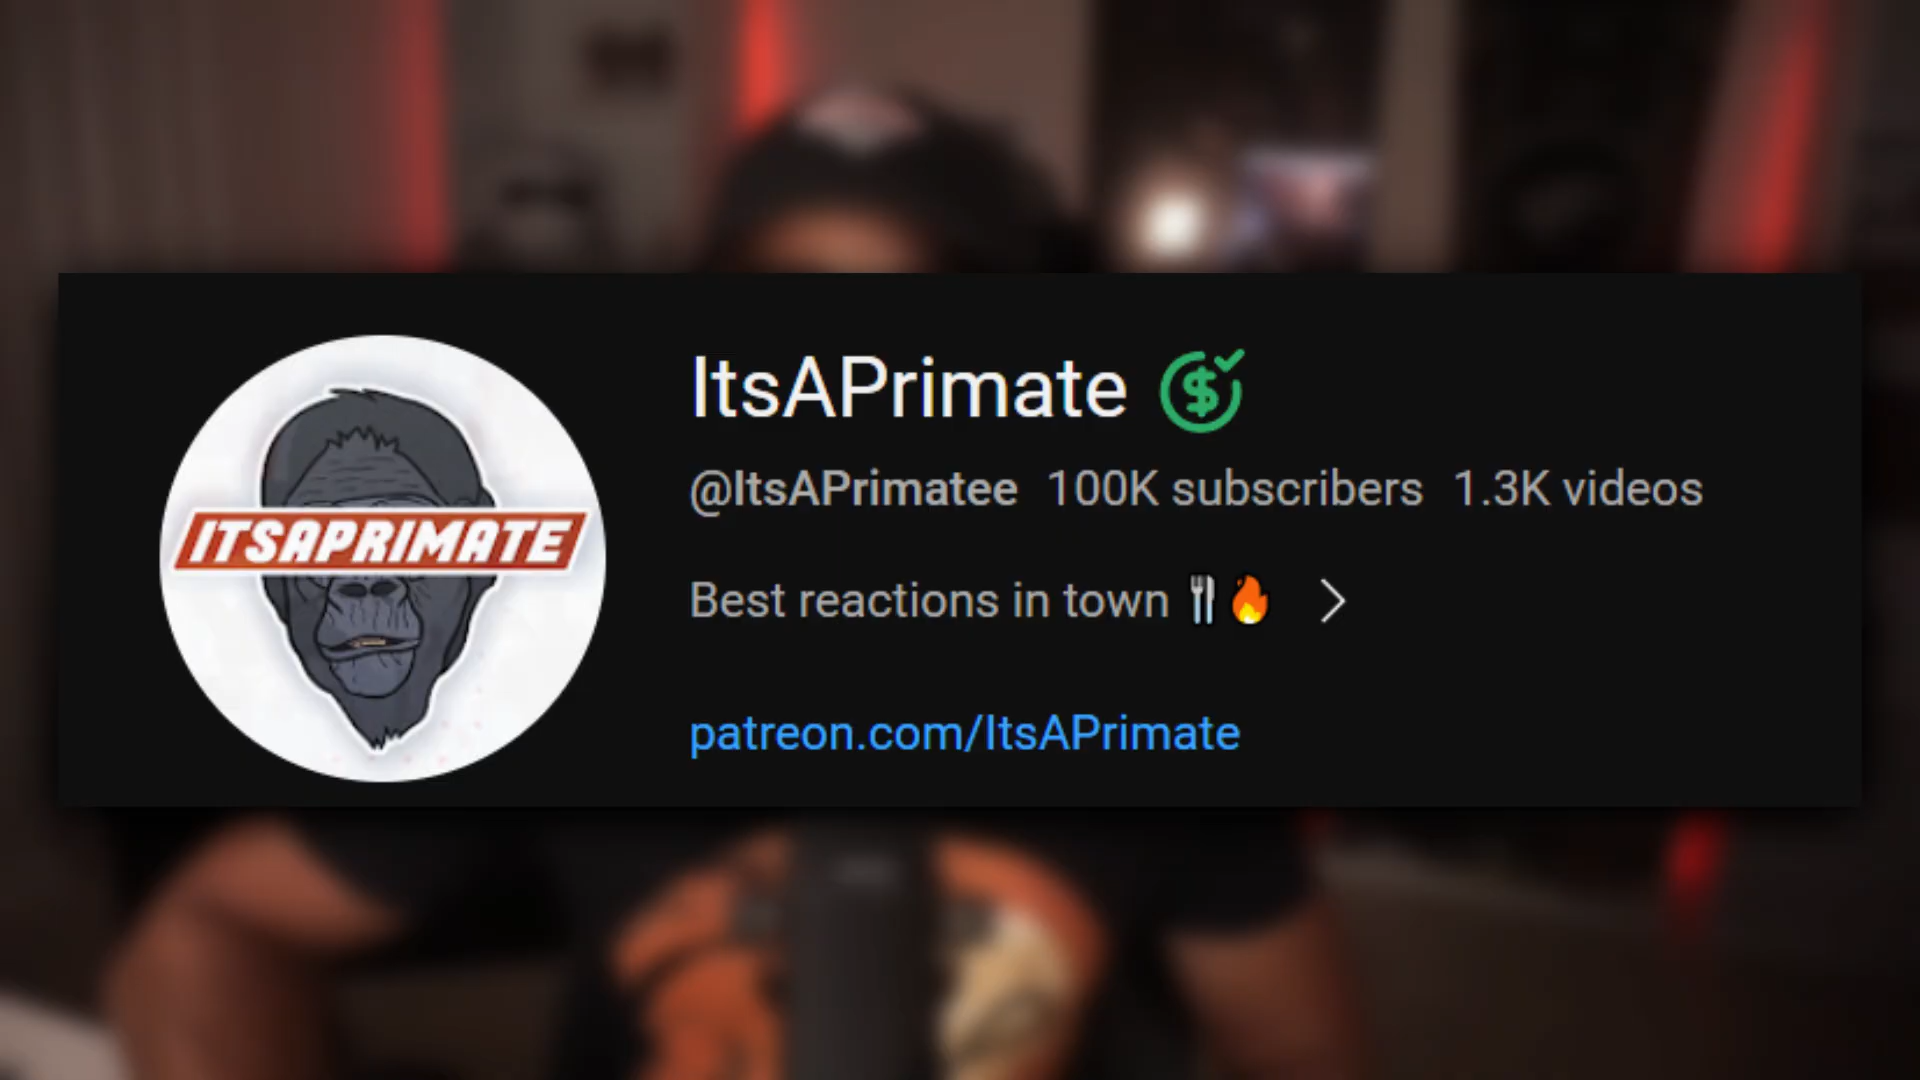 ITSAPRIMATE
ItsAPrimate
@ItsAPrimatee 100K subscribers 1.3K videos
Best reactions in town 🍴🔥
patreon.com/ItsAPrimate